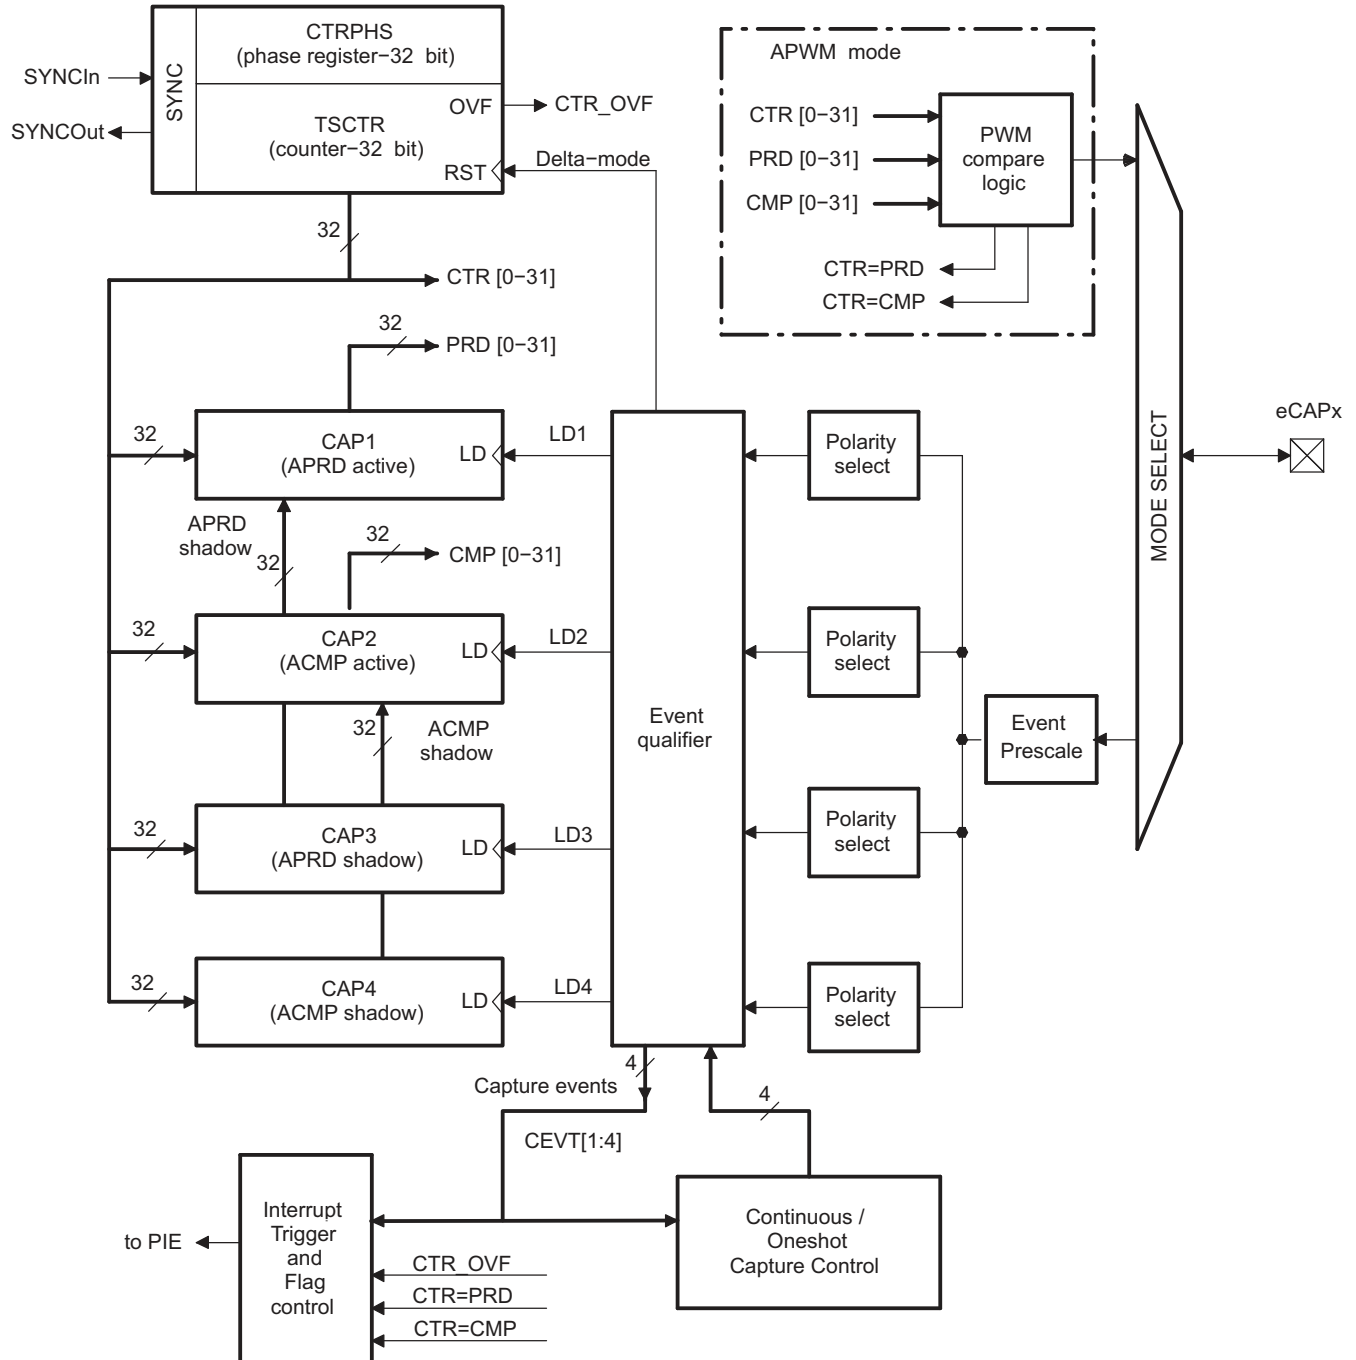 CTRPHS
(phase register−32 bit)
APWM mode
SYNCIn
SYNC
OVF
CTR_OVF
SYNCOut
TSCTR
(counter−32 bit)
RST
Delta−mode
CTR [0−31]
PRD [0−31]
CMP [0−31]
PWM
compare
logic
CTR=PRD
CTR=CMP
32
CTR [0−31]
32
PRD [0−31]
32
CAP1
(APRD active)
LD
LD1
Polarity
select
MODE SELECT
eCAPx
APRD
shadow
32
32
CMP [0−31]
32
CAP2
(ACMP active)
LD
LD2
Polarity
select
32
ACMP
shadow
Event
qualifier
Event
Prescale
32
CAP3
(APRD shadow)
LD
LD3
Polarity
select
32
CAP4
(ACMP shadow)
LD
LD4
Polarity
select
4
Capture events
4
CEVT[1:4]
to PIE
Interrupt
Trigger
and
Flag
control
CTR_OVF
CTR=PRD
CTR=CMP
Continuous /
Oneshot
Capture Control